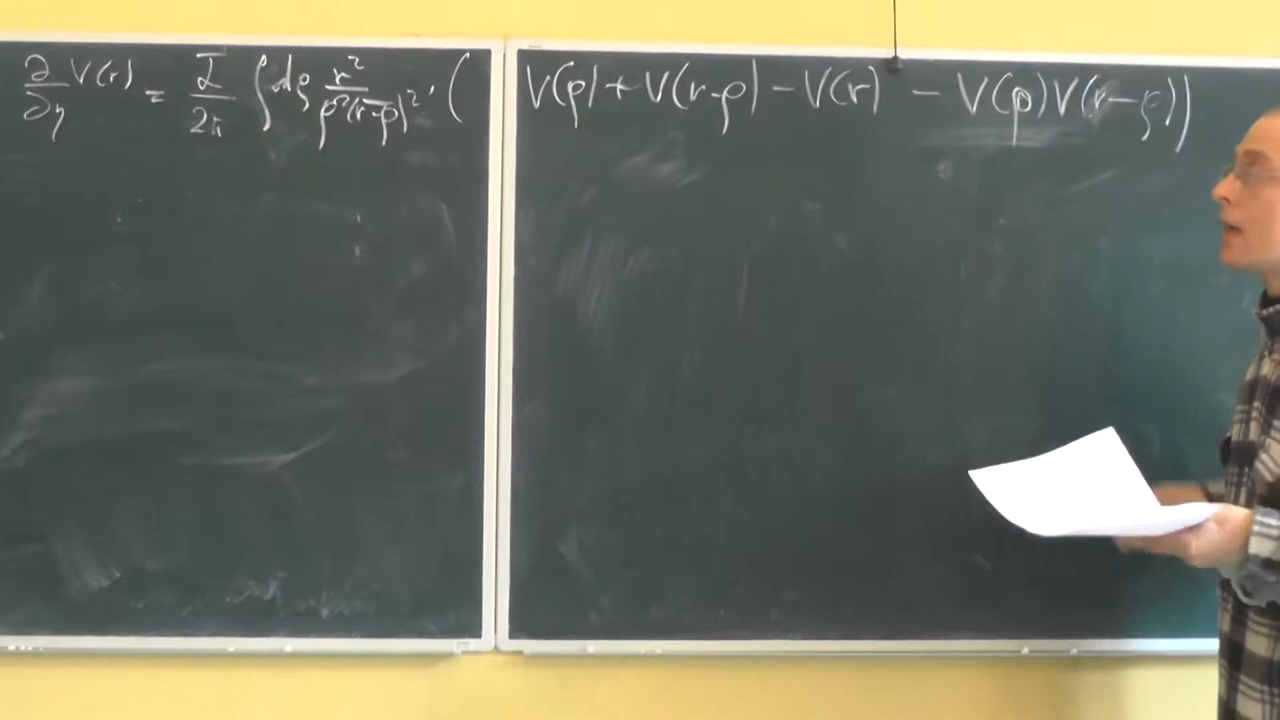 ∂/∂η V(r) = ᾱ/2π ∫ dρ r²/ρ²(r-ρ)² · ( V(ρ) + V(r-ρ) - V(r) - V(ρ)V(r-ρ))